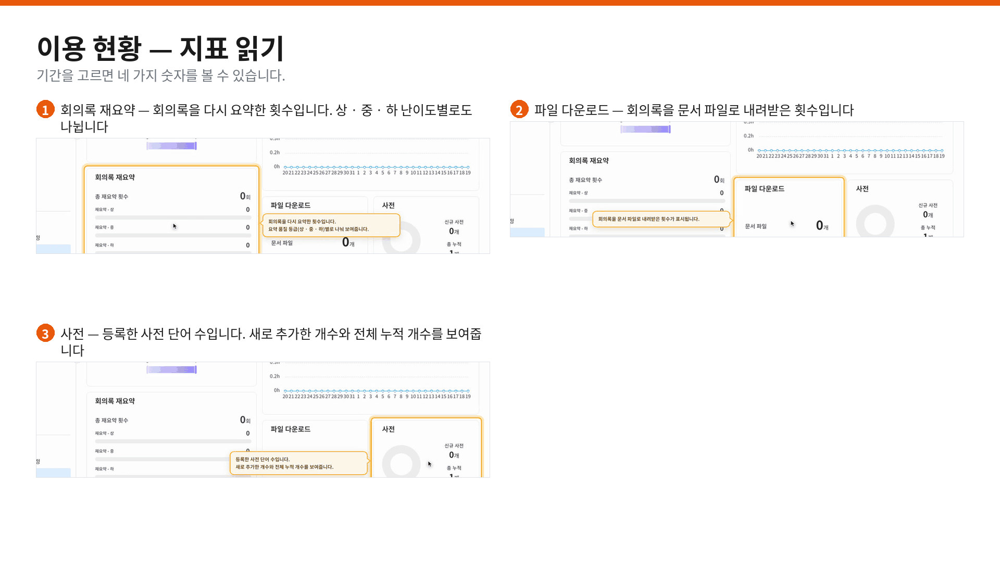 이용 현황 — 지표 읽기
기간을 고르면 네 가지 숫자를 볼 수 있습니다.
1 회의록 재요약 — 회의록을 다시 요약한 횟수입니다. 상 · 중 · 하 난이도별로도
나뉩니다
0.2h
0h
20 21 22 23 24 25 26 27 28 29 30 31 1 2 3 4 5 6 7 8 9 10 11 12 13 14 15 16 17 18 19
회의록 재요약
총 재요약 횟수 0회
재요약 - 상 0
재요약 - 중 0
재요약 - 하 0
파일 다운로드
회의록을 다시 요약한 횟수입니다.
요약 품질 등급(상 · 중 · 하)별로 나눠 보여줍니다.
문서 파일 0개
사전
신규 사전
0개
총 누적
정
2 파일 다운로드 — 회의록을 문서 파일로 내려받은 횟수입니다
0.2h
0h
20 21 22 23 24 25 26 27 28 29 30 31 1 2 3 4 5 6 7 8 9 10 11 12 13 14 15 16 17 18 19
회의록 재요약
총 재요약 횟수 0회
재요약 - 상 0
재요약 - 중
재요약 - 하 0
회의록을 문서 파일로 내려받은 횟수가 표시됩니다.
파일 다운로드
문서 파일 0개
사전
신규 사전
0개
총 누적
정
3 사전 — 등록한 사전 단어 수입니다. 새로 추가한 개수와 전체 누적 개수를 보여줍
니다
0.2h
0h
20 21 22 23 24 25 26 27 28 29 30 31 1 2 3 4 5 6 7 8 9 10 11 12 13 14 15 16 17 18 19
회의록 재요약
총 재요약 횟수 0회
재요약 - 상 0
재요약 - 중
재요약 - 하
파일 다운로드
등록한 사전 단어 수입니다.
새로 추가한 개수와 전체 누적 개수를 보여줍니다.
사전
신규 사전
0개
총 누적
정